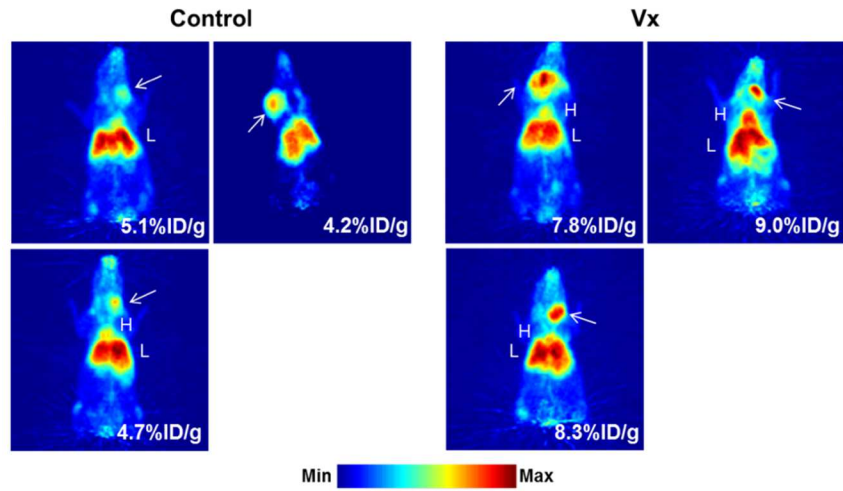 Control
Vx
5.1%ID/g
4.2%ID/g
H
L
7.8%ID/g
H
L
9.0%ID/g
H
L
4.7%ID/g
H
L
8.3%ID/g
Min
Max